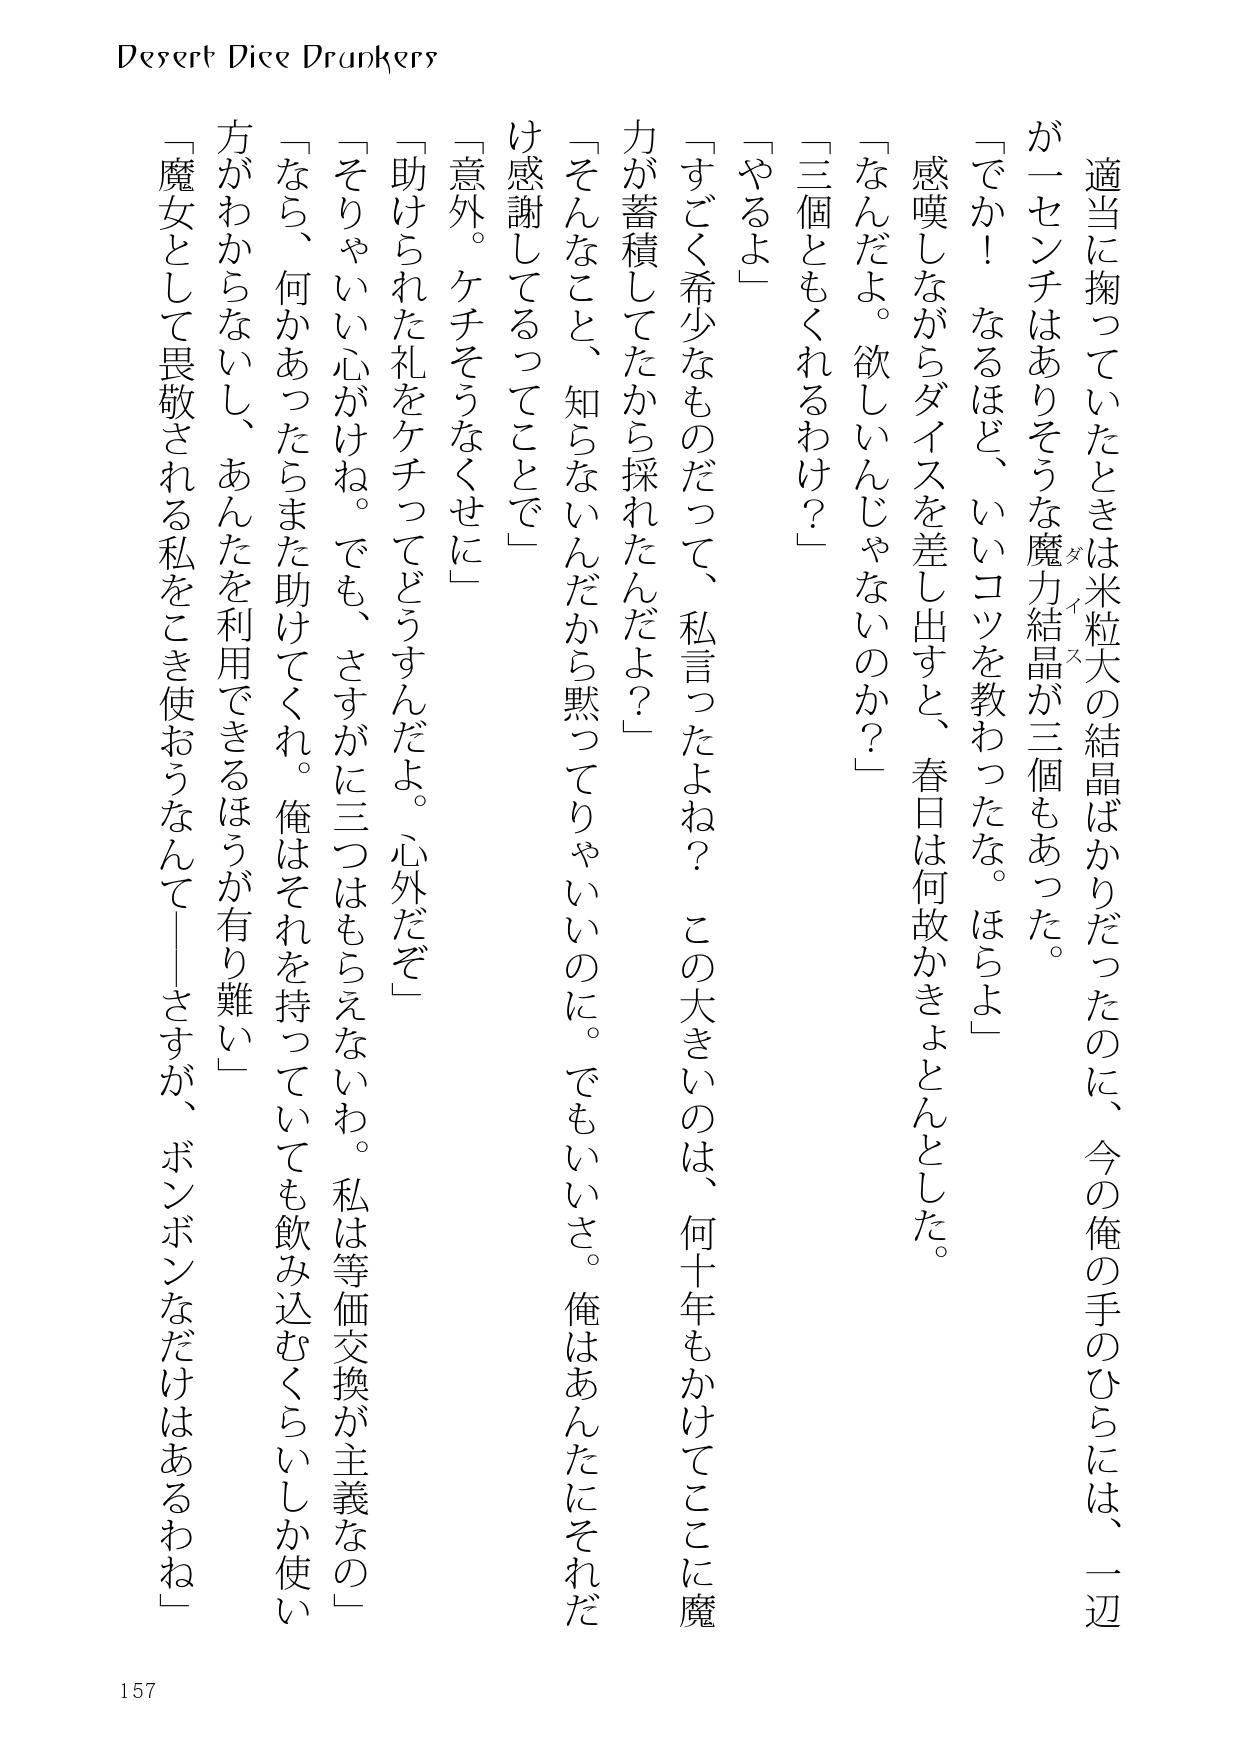 Desert Dice Drunkers
　適当に掬っていたときは米粒大の結晶ばかりだったのに、今の俺の手のひらには、一辺
が一センチはありそうな魔力結晶ダイスが三個もあった。
「でか！　なるほど、いいコツを教わったな。ほらよ」
　感嘆しながらダイスを差し出すと、春日は何故かきょとんとした。
「なんだよ。欲しいんじゃないのか？」
「三個ともくれるわけ？」
「やるよ」
「すごく希少なものだって、私言ったよね？　この大きいのは、何十年もかけてここに魔
力が蓄積してたから採れたんだよ？」
「そんなこと、知らないんだから黙ってりゃいいのに。でもいいさ。俺はあんたにそれだ
け感謝してるってことで」
「意外。ケチそうなくせに」
「助けられた礼をケチってどうすんだよ。心外だぞ」
「そりゃいい心がけね。でも、さすがに三つはもらえないわ。私は等価交換が主義なの」
「なら、何かあったらまた助けてくれ。俺はそれを持っていても飲み込むくらいしか使い
方がわからないし、あんたを利用できるほうが有り難い」
「魔女として畏敬される私をこき使おうなんて――さすが、ボンボンなだけはあるわね」
157